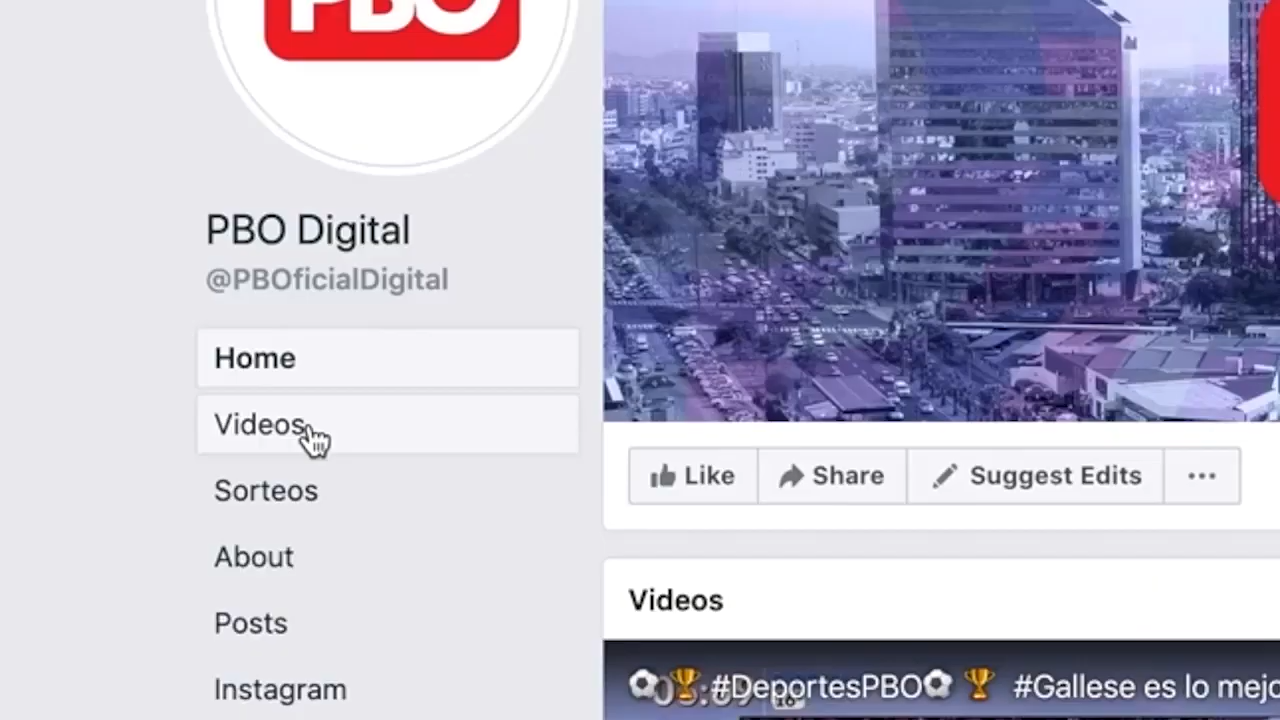 PBO
PBO Digital
@PBOficialDigital
Home
Videos
Sorteos
About
Posts
Instagram
Like
Share
Suggest Edits
Videos
#DeportesPBO #Gallese es lo